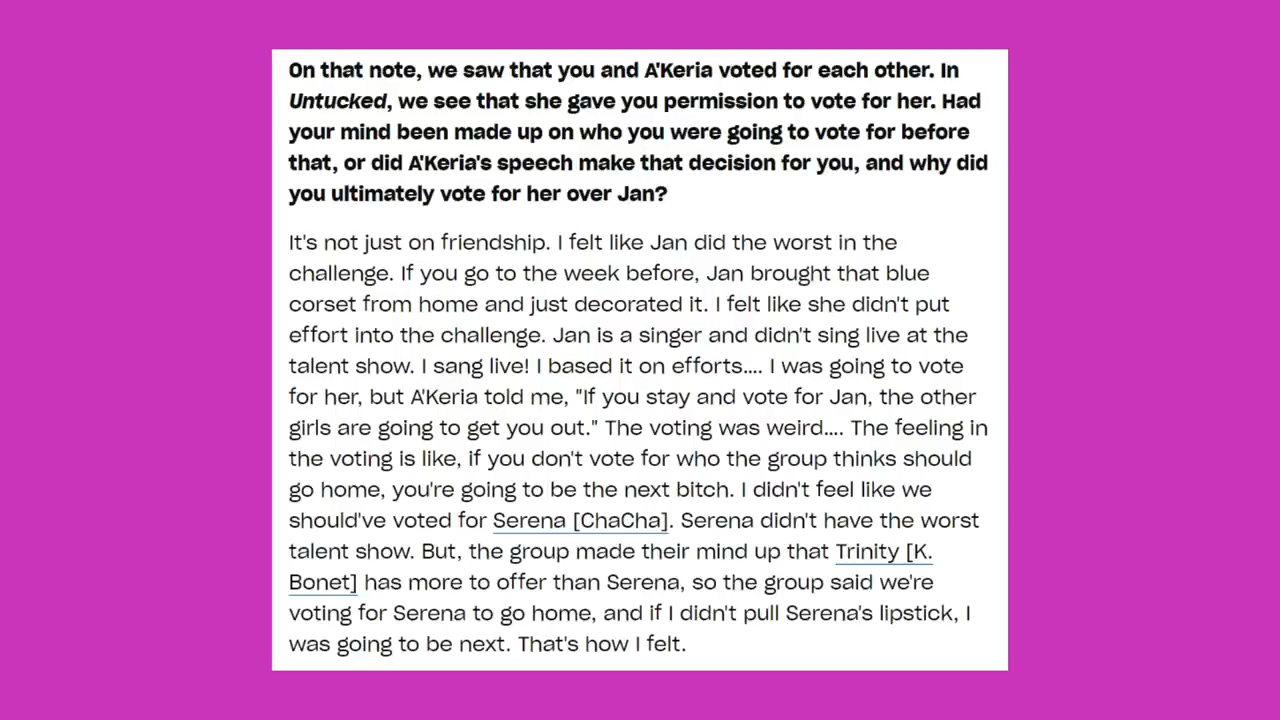 On that note, we saw that you and A'Keria voted for each other. In
Untucked, we see that she gave you permission to vote for her. Had
your mind been made up on who you were going to vote for before
that, or did A'Keria's speech make that decision for you, and why did
you ultimately vote for her over Jan?
It's not just on friendship. I felt like Jan did the worst in the
challenge. If you go to the week before, Jan brought that blue
corset from home and just decorated it. I felt like she didn't put
effort into the challenge. Jan is a singer and didn't sing live at the
talent show. I sang live! I based it on efforts.... I was going to vote
for her, but A'Keria told me, "If you stay and vote for Jan, the other
girls are going to get you out." The voting was weird.... The feeling in
the voting is like, if you don't vote for who the group thinks should
go home, you're going to be the next bitch. I didn't feel like we
should've voted for Serena [ChaCha]. Serena didn't have the worst
talent show. But, the group made their mind up that Trinity [K.
Bonet] has more to offer than Serena, so the group said we're
voting for Serena to go home, and if I didn't pull Serena's lipstick, I
was going to be next. That's how I felt.